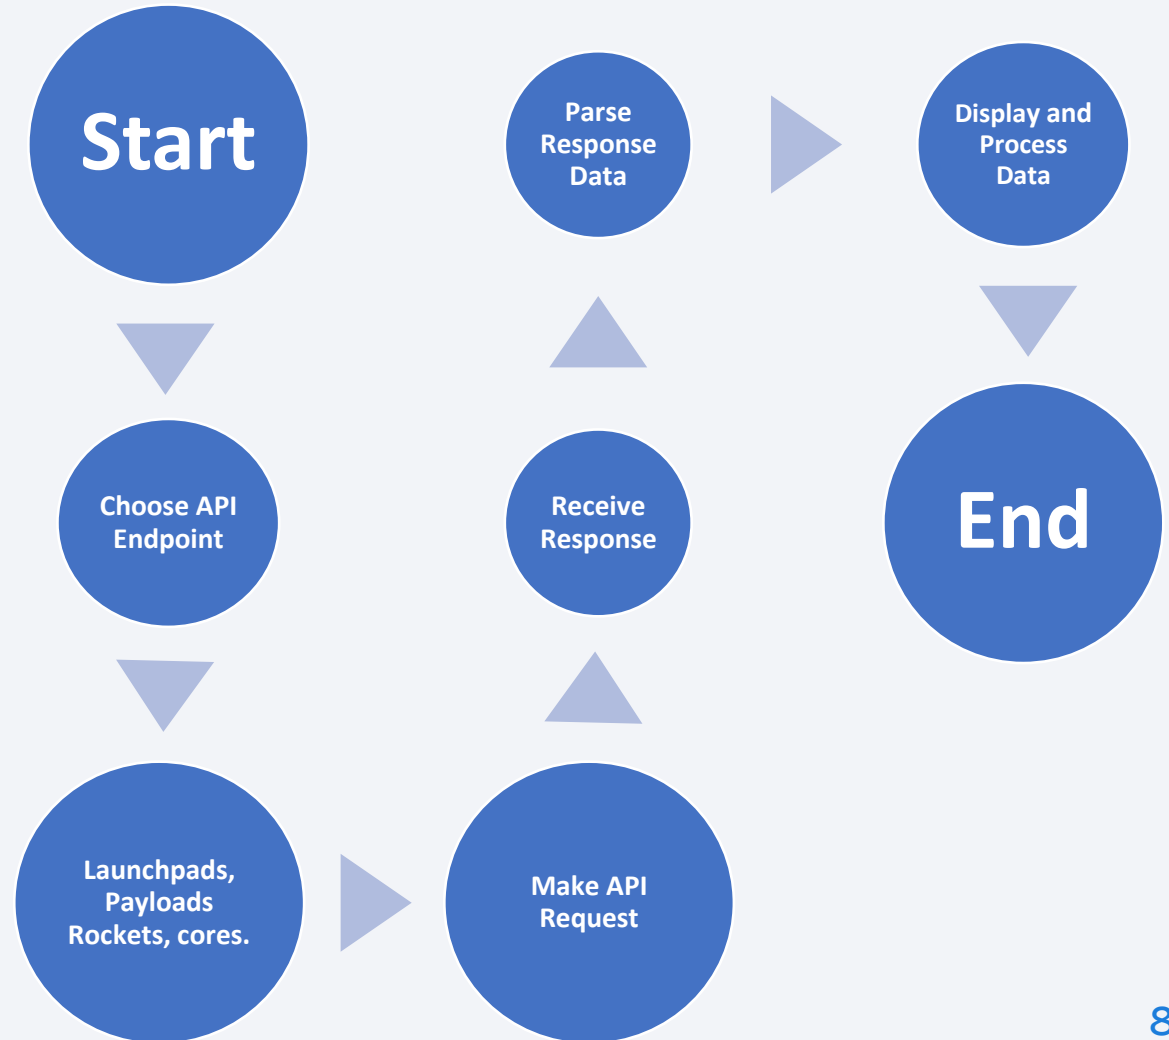 Start
Choose API
Endpoint
Launchpads,
Payloads
Rockets, cores.
Make API
Request
Receive
Response
Parse
Response
Data
Display and
Process
Data
End
8